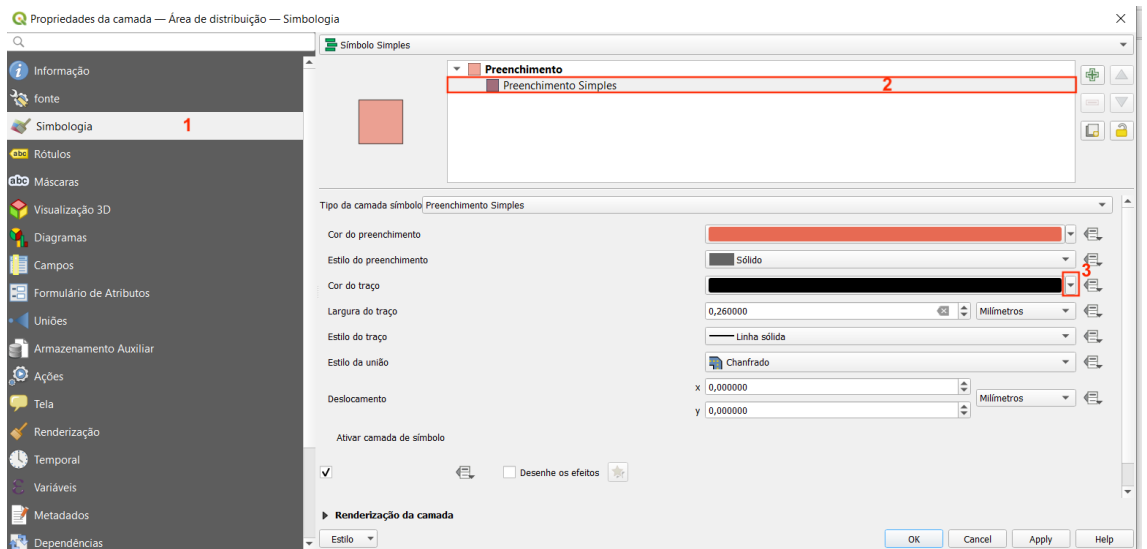 Propriedades da camada — Área de distribuição — Simbologia
Informação
fonte
Simbologia 1
abc Rótulos
abc Máscaras
Visualização 3D
Diagramas
Campos
Formulário de Atributos
Uniões
Armazenamento Auxiliar
Ações
Tela
Renderização
Temporal
Variáveis
Metadados
Dependências
Símbolo Simples
Preenchimento
Preenchimento Simples 2
Tipo da camada símbolo Preenchimento Simples
Cor do preenchimento
Estilo do preenchimento Sólido
Cor do traço 3
Largura do traço 0,260000 Milímetros
Estilo do traço Linha sólida
Estilo da união Chanfrado
Deslocamento x 0,000000 Milímetros
y 0,000000
Ativar camada de símbolo
Desenhe os efeitos
Renderização da camada
Estilo OK Cancel Apply Help